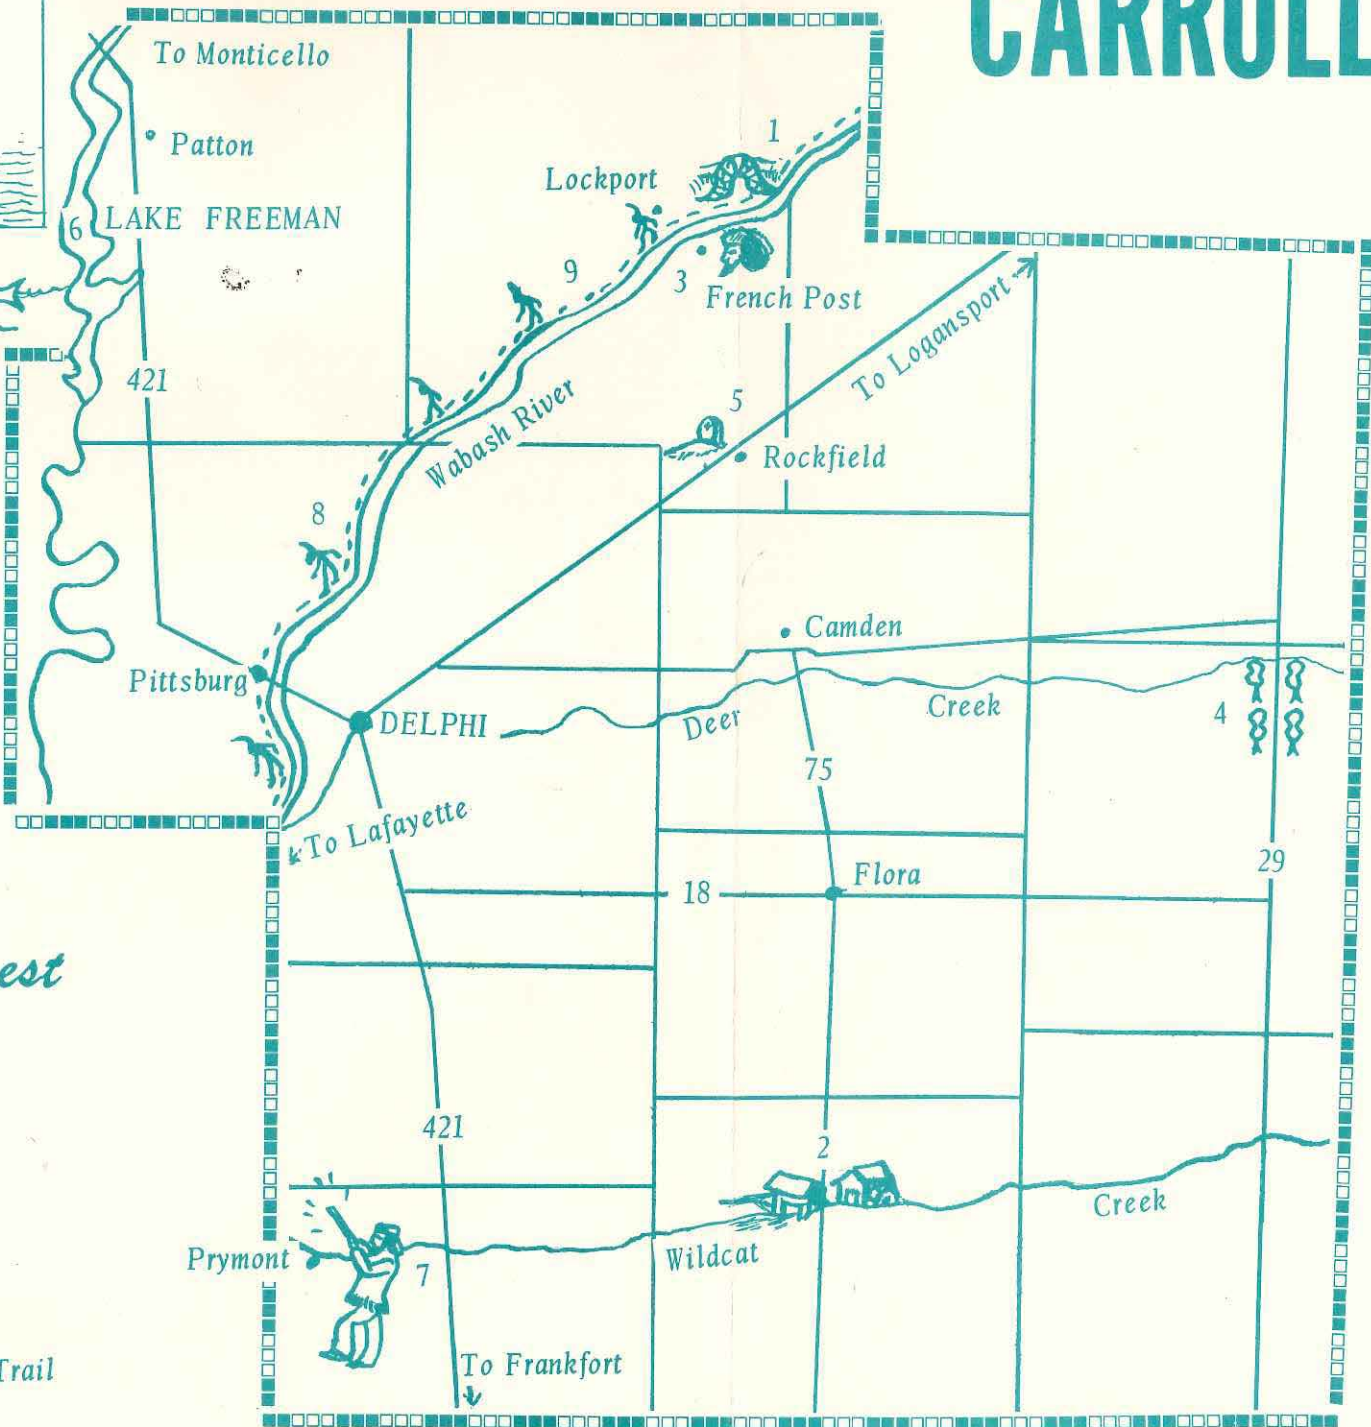 CARROLL
To Monticello
Patton
1
Lockport
6
LAKE FREEMAN
9
3
French Post
To Logansport
421
5
Wabash River
Rockfield
8
Camden
Pittsburg
DELPHI
Deer
Creek
4
75
To Lafayette
29
Flora
18
est
421
2
Creek
Prymont
Wildcat
7
To Frankfort
Trail